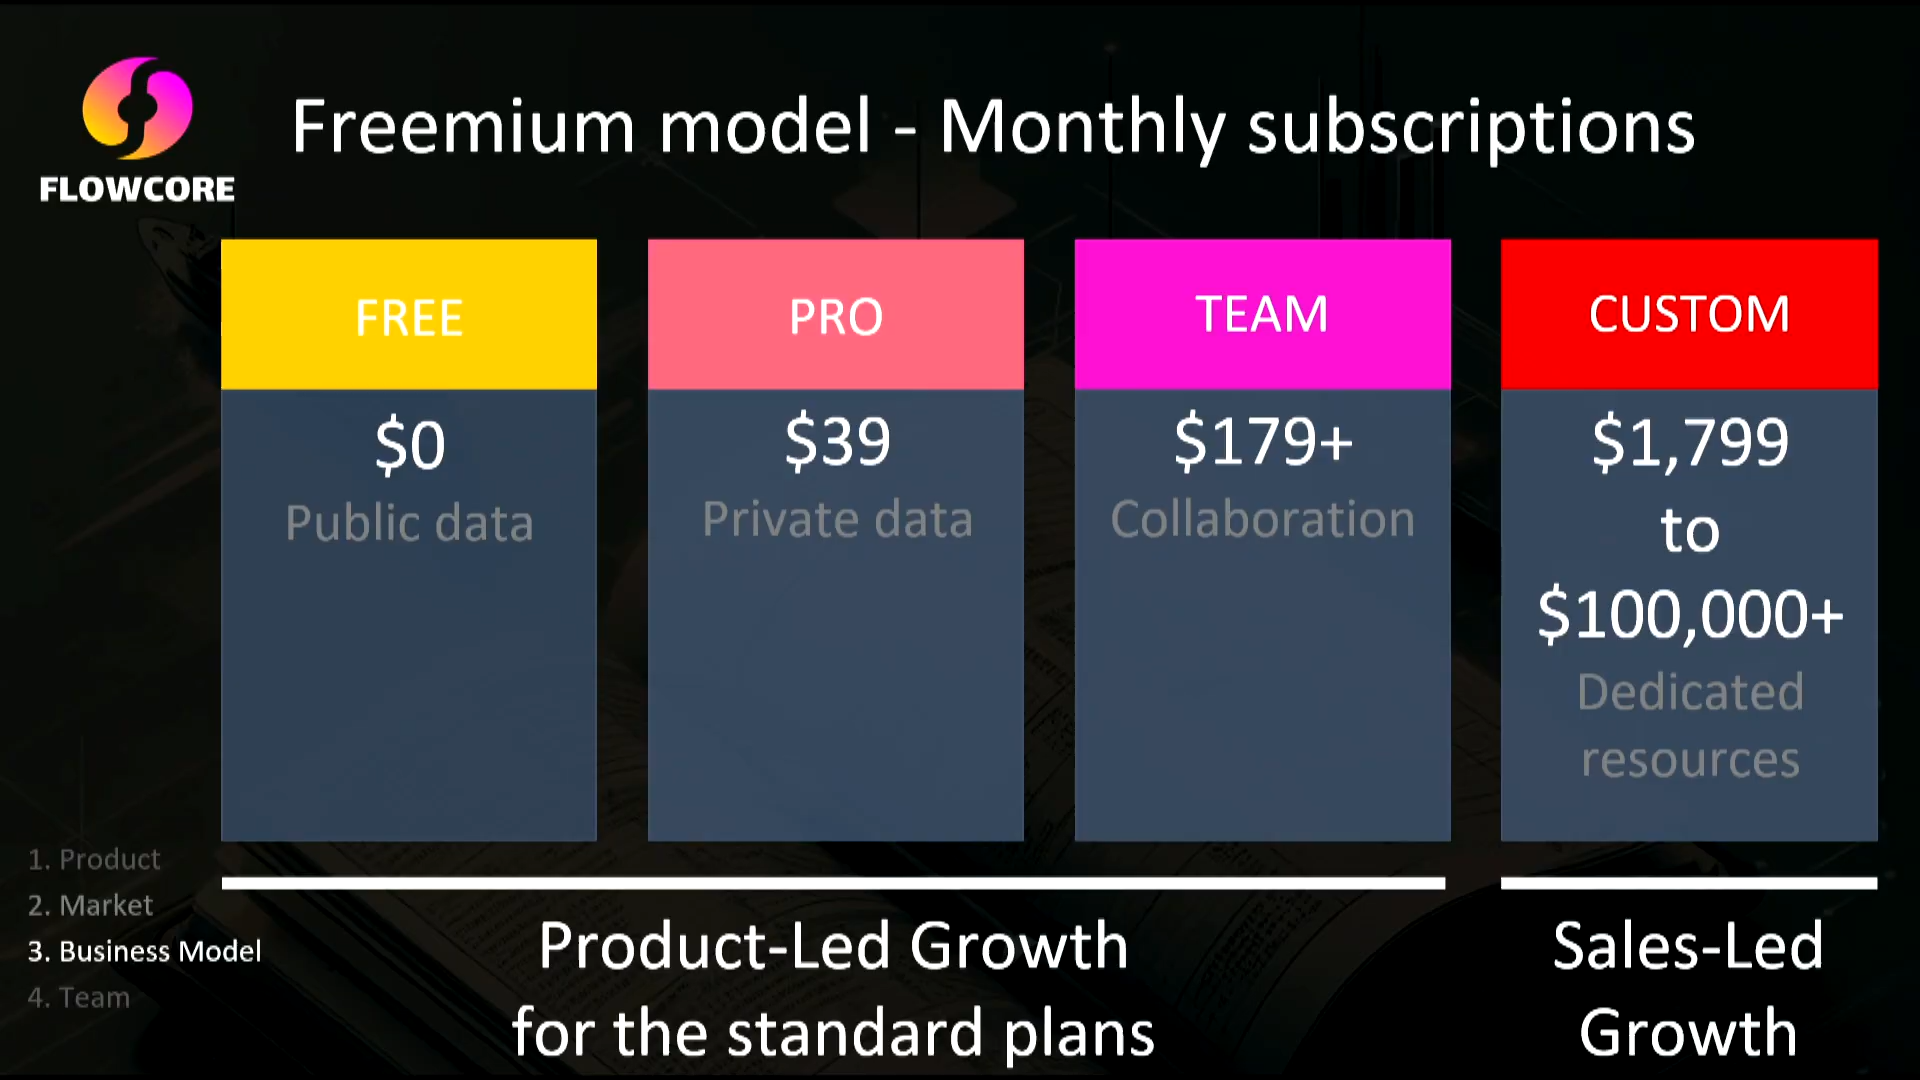 FLOWCORE
Freemium model - Monthly subscriptions
FREE
$0
Public data
PRO
$39
Private data
TEAM
$179+
Collaboration
CUSTOM
$1,799
to
$100,000+
Dedicated
resources
1. Product
2. Market
3. Business Model
4. Team
Product-Led Growth
for the standard plans
Sales-Led
Growth